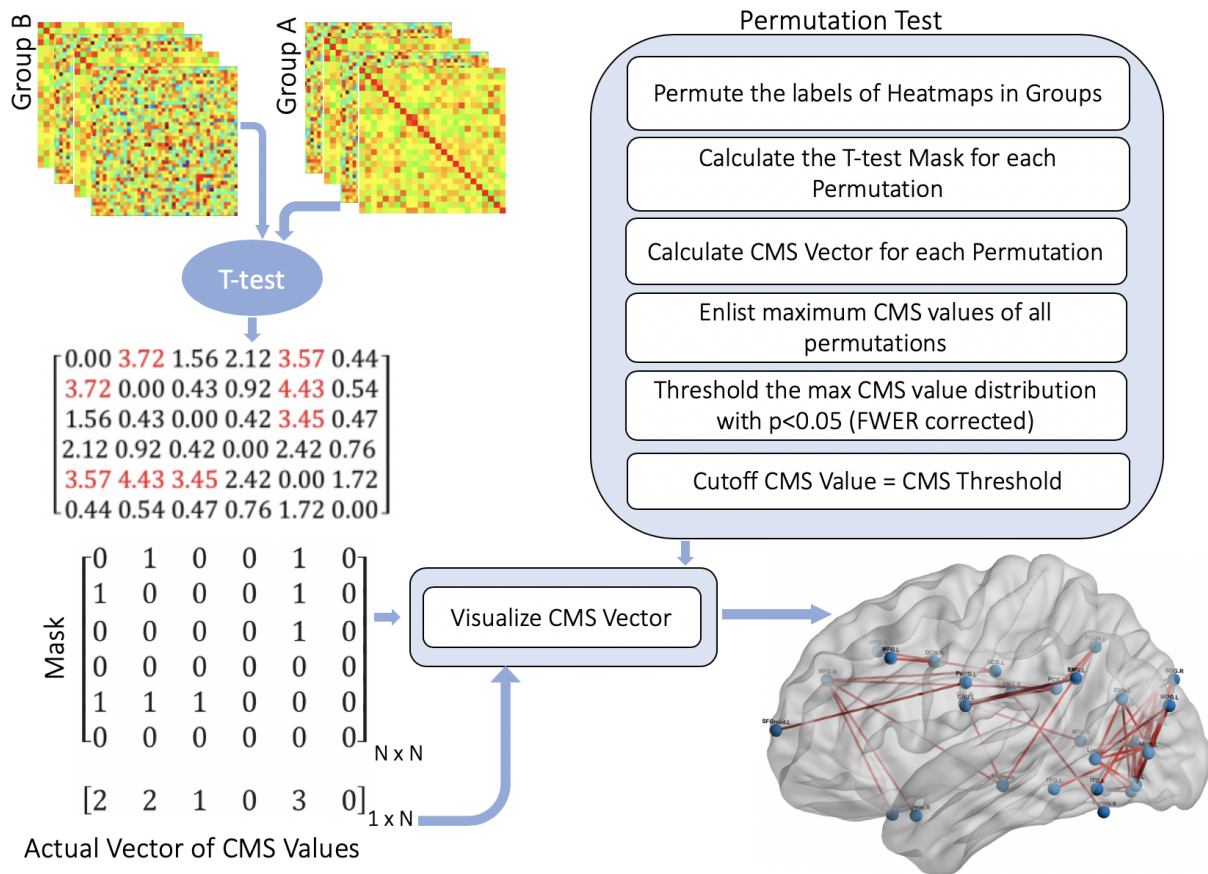 Group B
Group A
T-test
0.00 3.72 1.56 2.12 3.57 0.44
3.72 0.00 0.43 0.92 4.43 0.54
1.56 0.43 0.00 0.42 3.45 0.47
2.12 0.92 0.42 0.00 2.42 0.76
3.57 4.43 3.45 2.42 0.00 1.72
0.44 0.54 0.47 0.76 1.72 0.00
Mask
0 1 0 0 1 0
1 0 0 0 1 0
0 0 0 0 1 0
0 0 0 0 0 0
1 1 1 0 0 0
0 0 0 0 0 0
N x N
[2 2 1 0 3 0]
1 x N
Actual Vector of CMS Values
Permutation Test
Permute the labels of Heatmaps in Groups
Calculate the T-test Mask for each
Permutation
Calculate CMS Vector for each Permutation
Enlist maximum CMS values of all
permutations
Threshold the max CMS value distribution
with p<0.05 (FWER corrected)
Cutoff CMS Value = CMS Threshold
Visualize CMS Vector
MFG.L
DCG.R
MFG.R
PCG.L
SMG.L
CAU.L
SOG.R
MOG.L
SFGmed.L
FFG.L
ITG.L